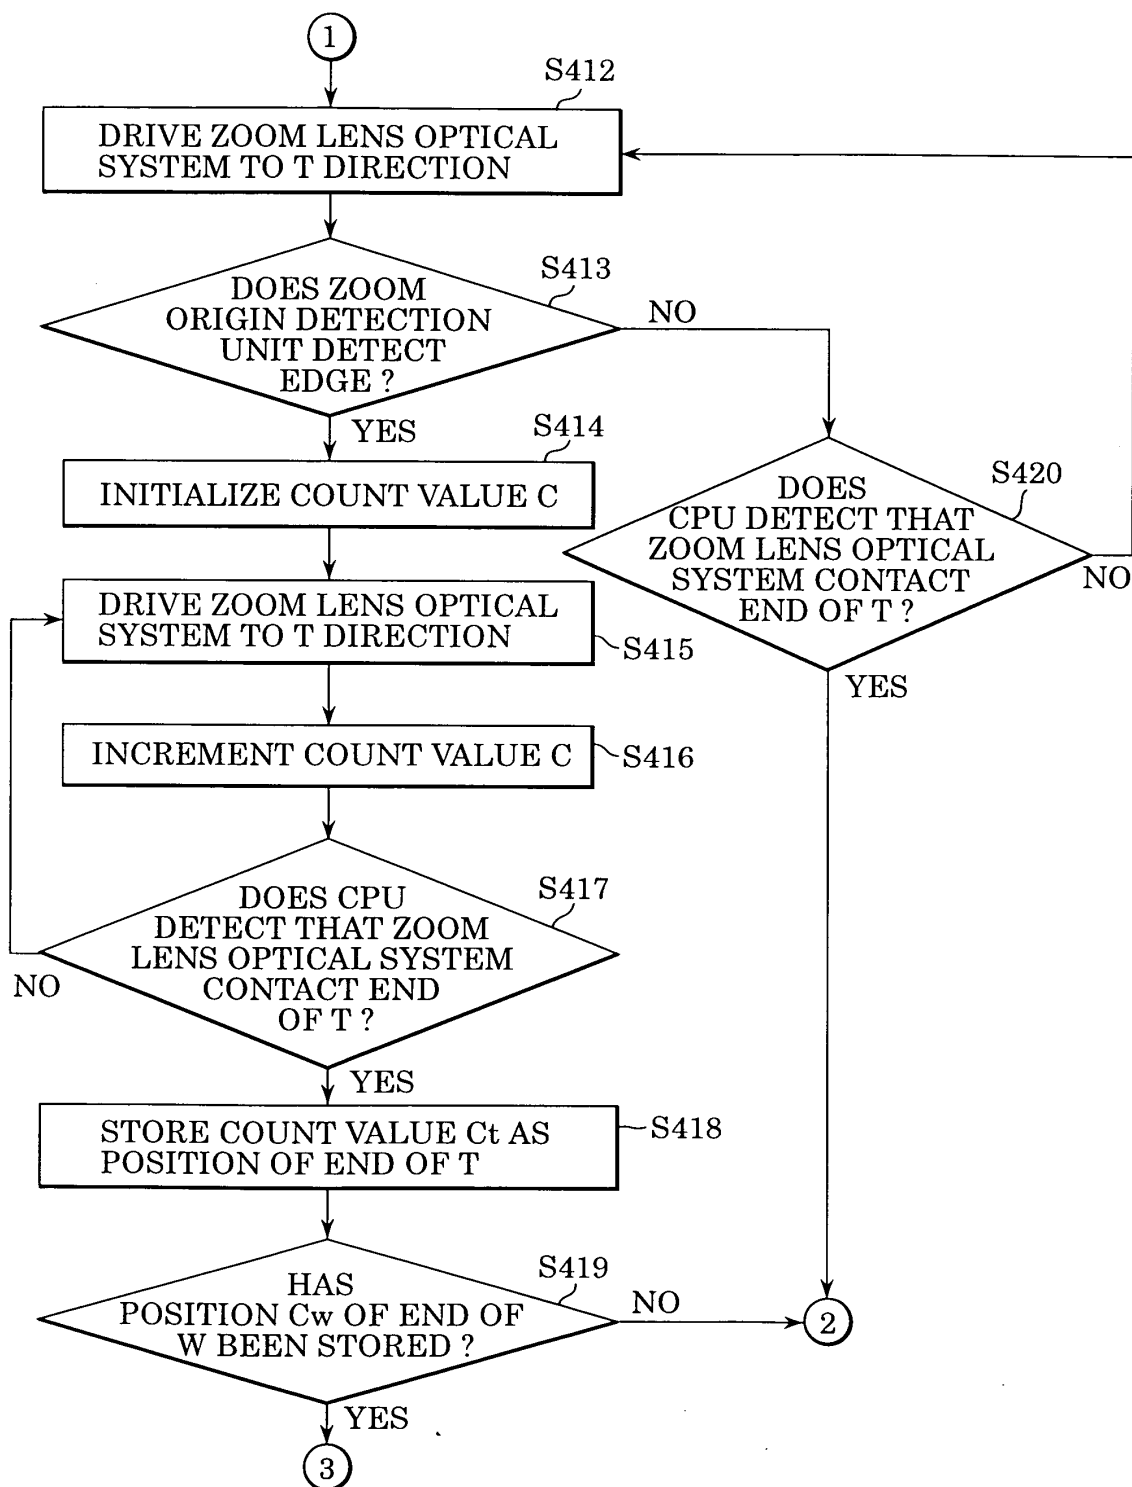 1
S412
DRIVE ZOOM LENS OPTICAL
SYSTEM TO T DIRECTION
S413
DOES ZOOM
ORIGIN DETECTION
UNIT DETECT
EDGE ?
NO
YES
S414
INITIALIZE COUNT VALUE C
S420
DOES
CPU DETECT THAT
ZOOM LENS OPTICAL
SYSTEM CONTACT
END OF T ?
NO
YES
DRIVE ZOOM LENS OPTICAL
SYSTEM TO T DIRECTION
S415
INCREMENT COUNT VALUE C
S416
S417
DOES CPU
DETECT THAT ZOOM
LENS OPTICAL SYSTEM
CONTACT END
OF T ?
NO
YES
STORE COUNT VALUE Ct AS
POSITION OF END OF T
S418
S419
HAS
POSITION Cw OF END OF
W BEEN STORED ?
NO
2
YES
3